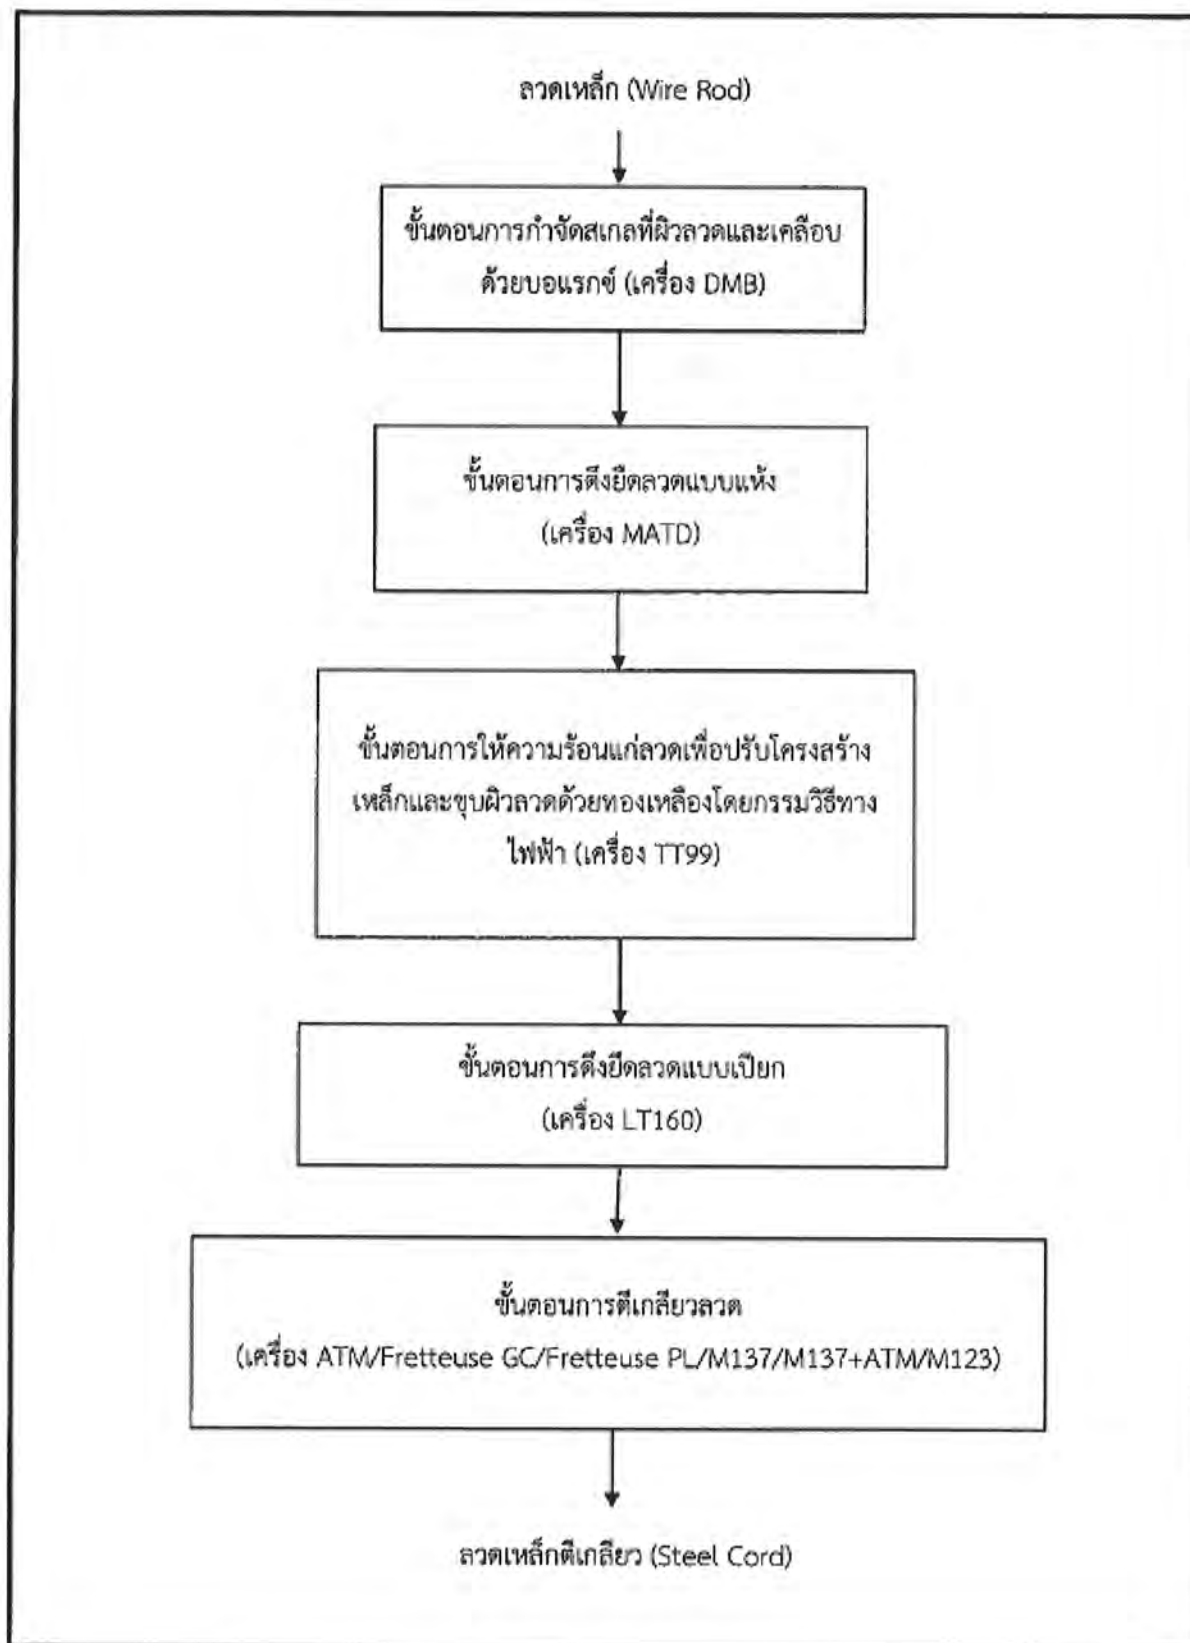 ลวดเหล็ก (Wire Rod)
ขั้นตอนการกำจัดสเกลที่ผิวลวดและเคลือบ
ด้วยบอแรกซ์ (เครื่อง DMB)
ขั้นตอนการดึงยืดลวดแบบแห้ง
(เครื่อง MATD)
ขั้นตอนการให้ความร้อนแก่ลวดเพื่อปรับโครงสร้าง
เหล็กและชุบผิวลวดด้วยทองเหลืองโดยกรรมวิธีทาง
ไฟฟ้า (เครื่อง TT99)
ขั้นตอนการดึงยืดลวดแบบเปียก
(เครื่อง LT160)
ขั้นตอนการตีเกลียวลวด
(เครื่อง ATM/Fretteuse GC/Fretteuse PL/M137/M137+ATM/M123)
ลวดเหล็กตีเกลียว (Steel Cord)